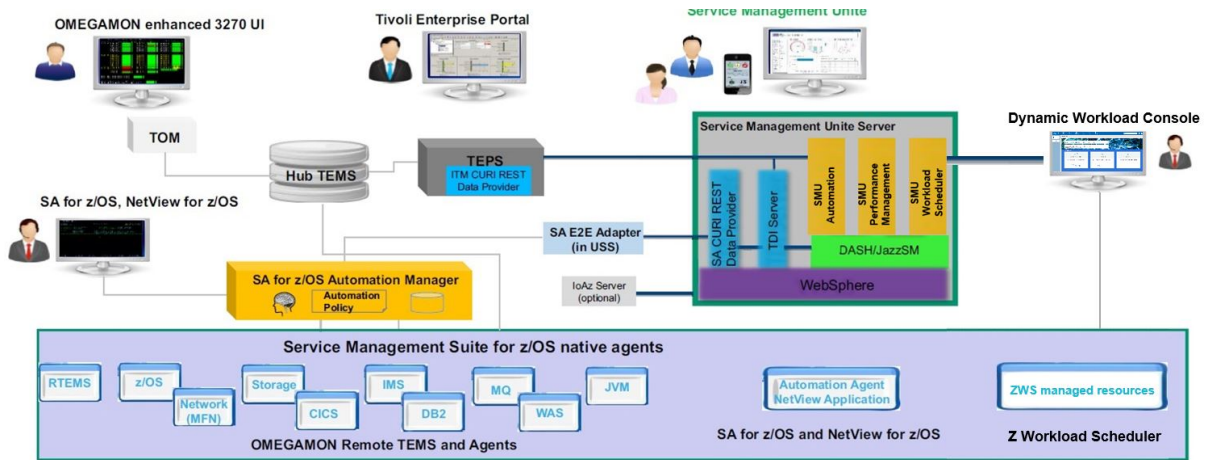 OMEGAMON enhanced 3270 UI
Tivoli Enterprise Portal
Service Management Unite
Dynamic Workload Console
TOM
Hub TEMS
TEPS
ITM CURI REST
Data Provider
Service Management Unite Server
SMU
Automation
SMU
Performance
Management
SMU
Workload
Scheduler
SA CURI REST
Data Provider
TDI Server
DASH/JazzSM
WebSphere
SA for z/OS, NetView for z/OS
SA E2E Adapter
(in USS)
IoAz Server
(optional)
SA for z/OS Automation Manager
Automation
Policy
Service Management Suite for z/OS native agents
RTEMS
z/OS
Network
(MFN)
Storage
CICS
IMS
DB2
MQ
WAS
JVM
Automation Agent
NetView Application
ZWS managed resources
OMEGAMON Remote TEMS and Agents
SA for z/OS and NetView for z/OS
Z Workload Scheduler